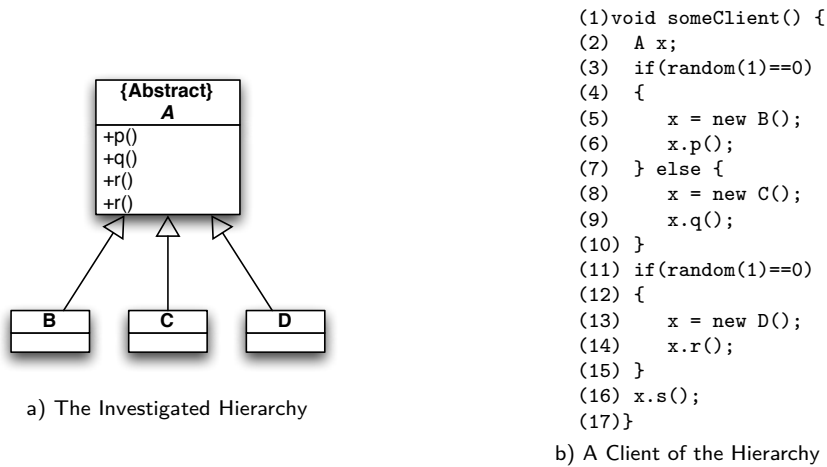 {Abstract}
A
+p()
+q()
+r()
+r()
B
C
D
a) The Investigated Hierarchy
(1)void someClient() {
(2)  A x;
(3)  if(random(1)==0)
(4)  {
(5)     x = new B();
(6)     x.p();
(7)  } else {
(8)     x = new C();
(9)     x.q();
(10) }
(11) if(random(1)==0)
(12) {
(13)    x = new D();
(14)    x.r();
(15) }
(16) x.s();
(17)}
b) A Client of the Hierarchy